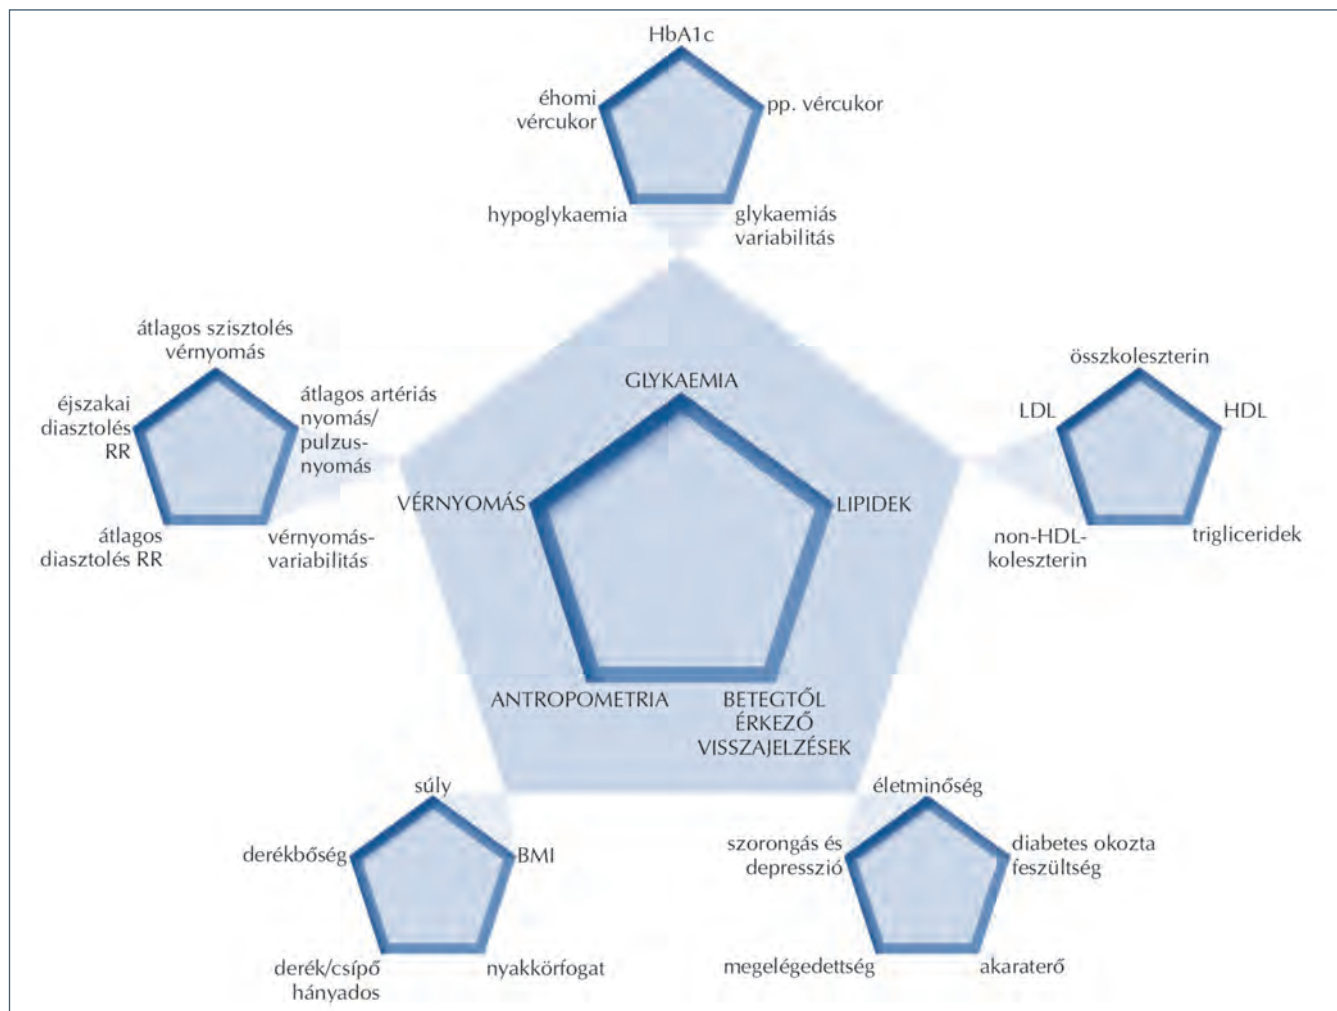 HbA1c
éhomi
vércukor
pp. vércukor
hypoglykaemia
glykaemiás
variabilitás
átlagos szisztolés
vérnyomás
éjszakai
diasztolés
RR
átlagos artériás
nyomás/
pulzus-
nyomás
átlagos
diasztolés RR
vérnyomás-
variabilitás
GLYKAEMIA
VÉRNYOMÁS
LIPIDEK
ANTROPOMETRIA
BETEGTŐL
ÉRKEZŐ
VISSZAJELZÉSEK
összkoleszterin
LDL
HDL
non-HDL-
koleszterin
trigliceridek
súly
derékbőség
BMI
derék/csípő
hányados
nyakkörfogat
életminőség
szorongás és
depresszió
diabetes okozta
feszültség
megelégedettség
akaraterő